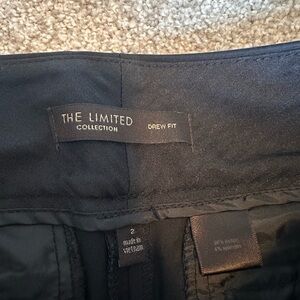 THE LIMITED
COLLECTION
DREW FIT
2
made in
vietnam